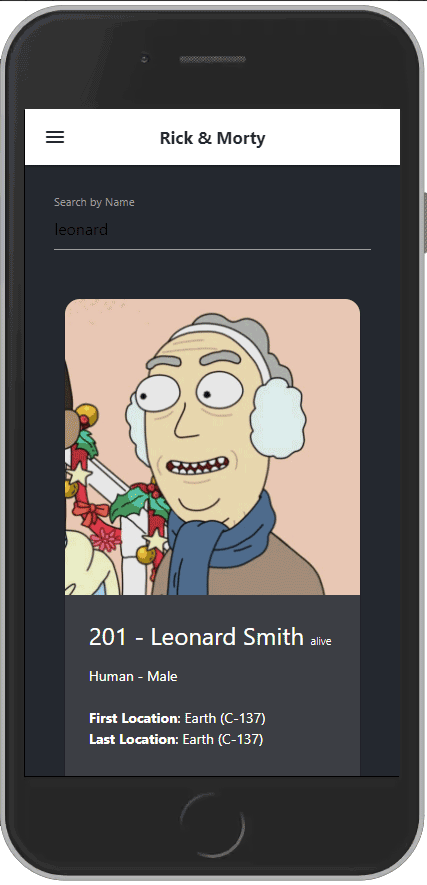 Rick & Morty
Search by Name
leonard
201 - Leonard Smith alive
Human - Male
First Location: Earth (C-137)
Last Location: Earth (C-137)